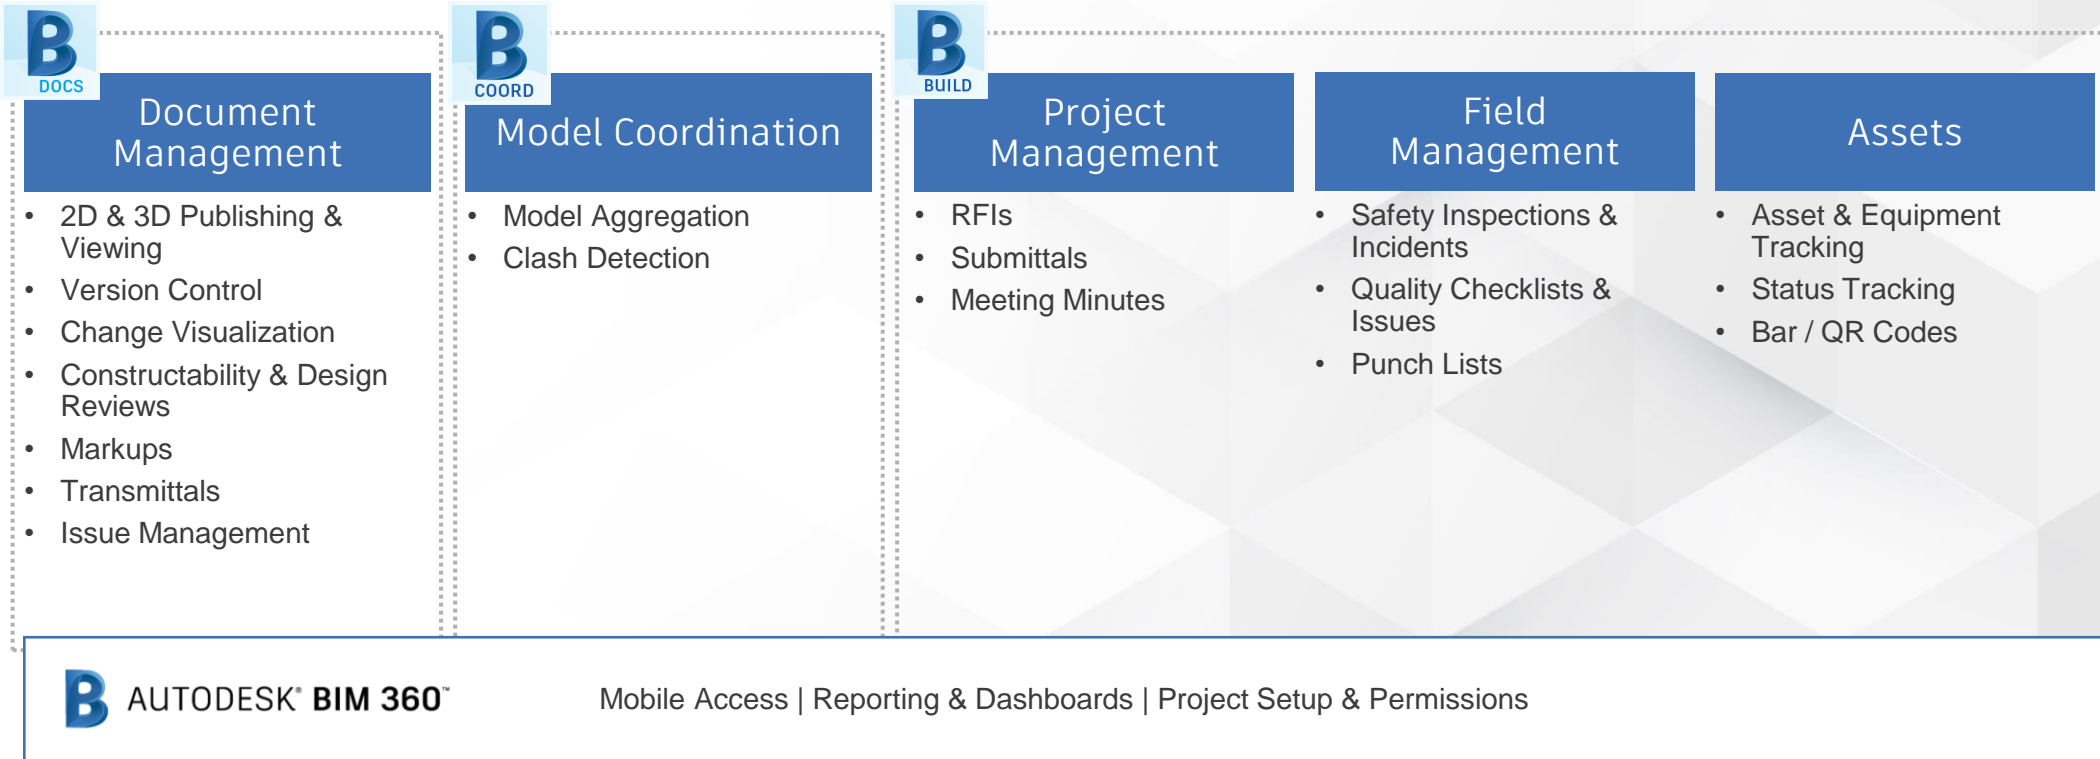 B
DOCS
Document
Management
• 2D & 3D Publishing &
Viewing
• Version Control
• Change Visualization
• Constructability & Design
Reviews
• Markups
• Transmittals
• Issue Management
B
COORD
Model Coordination
• Model Aggregation
• Clash Detection
B
BUILD
Project
Management
• RFIs
• Submittals
• Meeting Minutes
Field
Management
• Safety Inspections &
Incidents
• Quality Checklists &
Issues
• Punch Lists
Assets
• Asset & Equipment
Tracking
• Status Tracking
• Bar / QR Codes
B AUTODESK® BIM 360™
Mobile Access | Reporting & Dashboards | Project Setup & Permissions